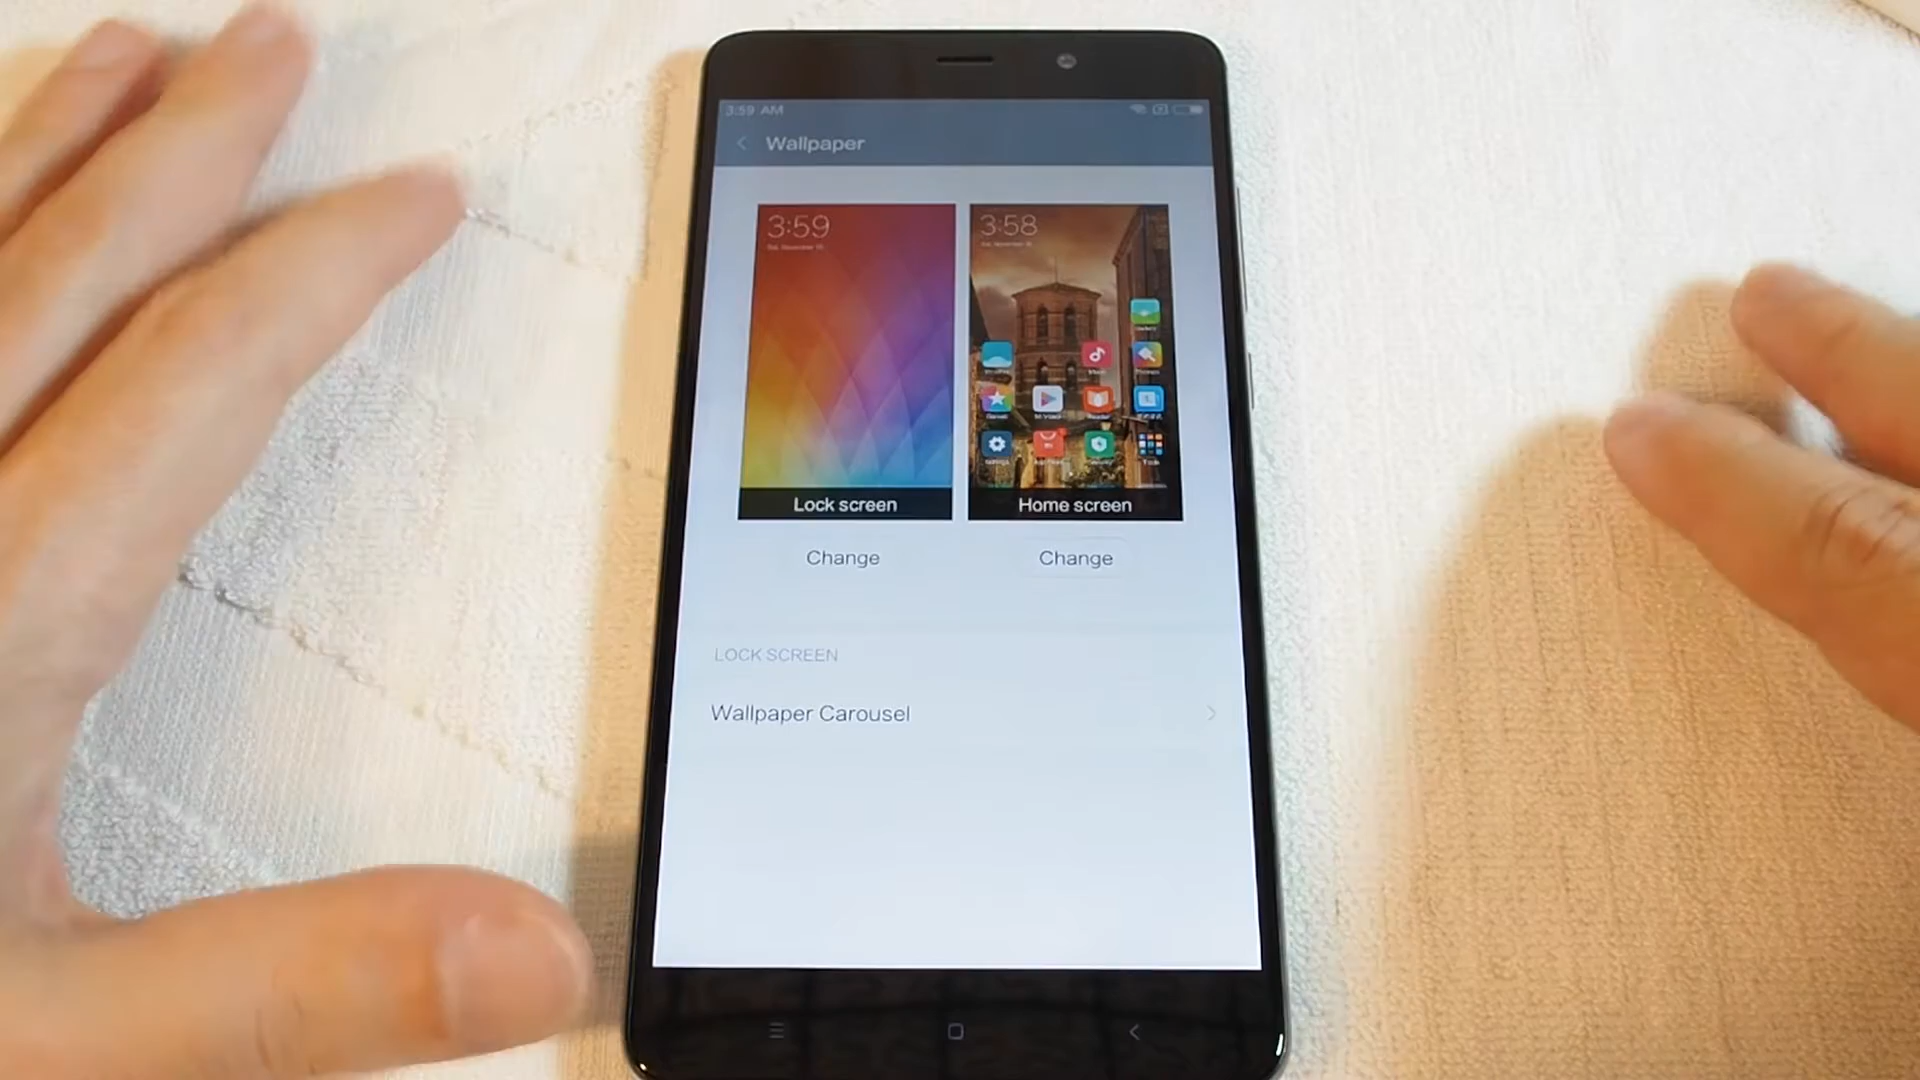 3:59 AM
Wallpaper
3:59
3:58
Lock screen
Home screen
Change
Change
LOCK SCREEN
Wallpaper Carousel